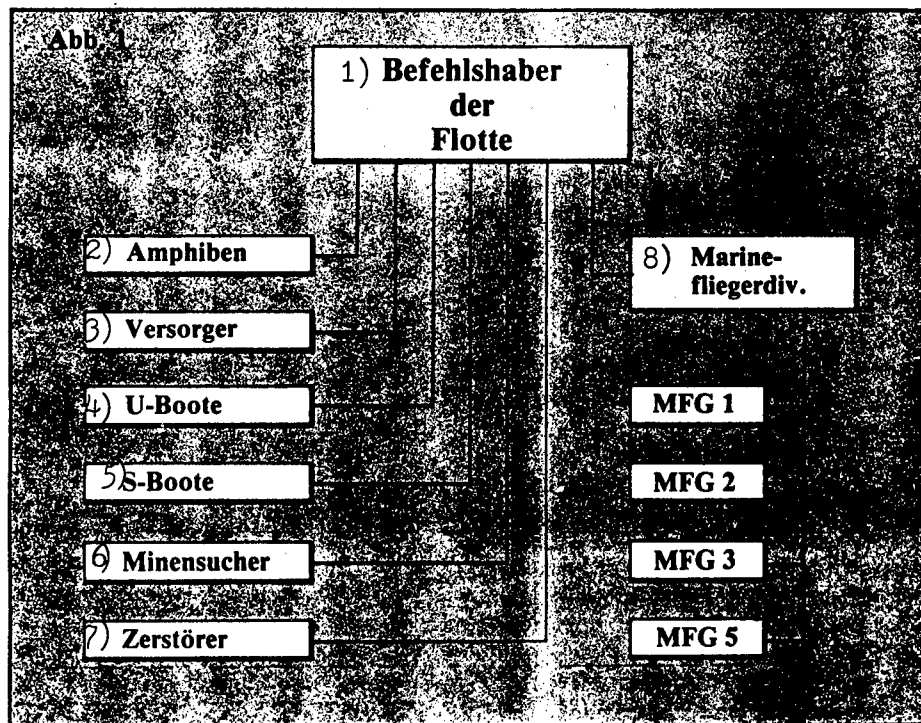 Abb. 1
1) Befehlshaber
der
Flotte
2) Amphiben
3) Versorger
4) U-Boote
5) S-Boote
6) Minensucher
7) Zerstörer
8) Marine-
fliegerdiv.
MFG 1
MFG 2
MFG 3
MFG 5